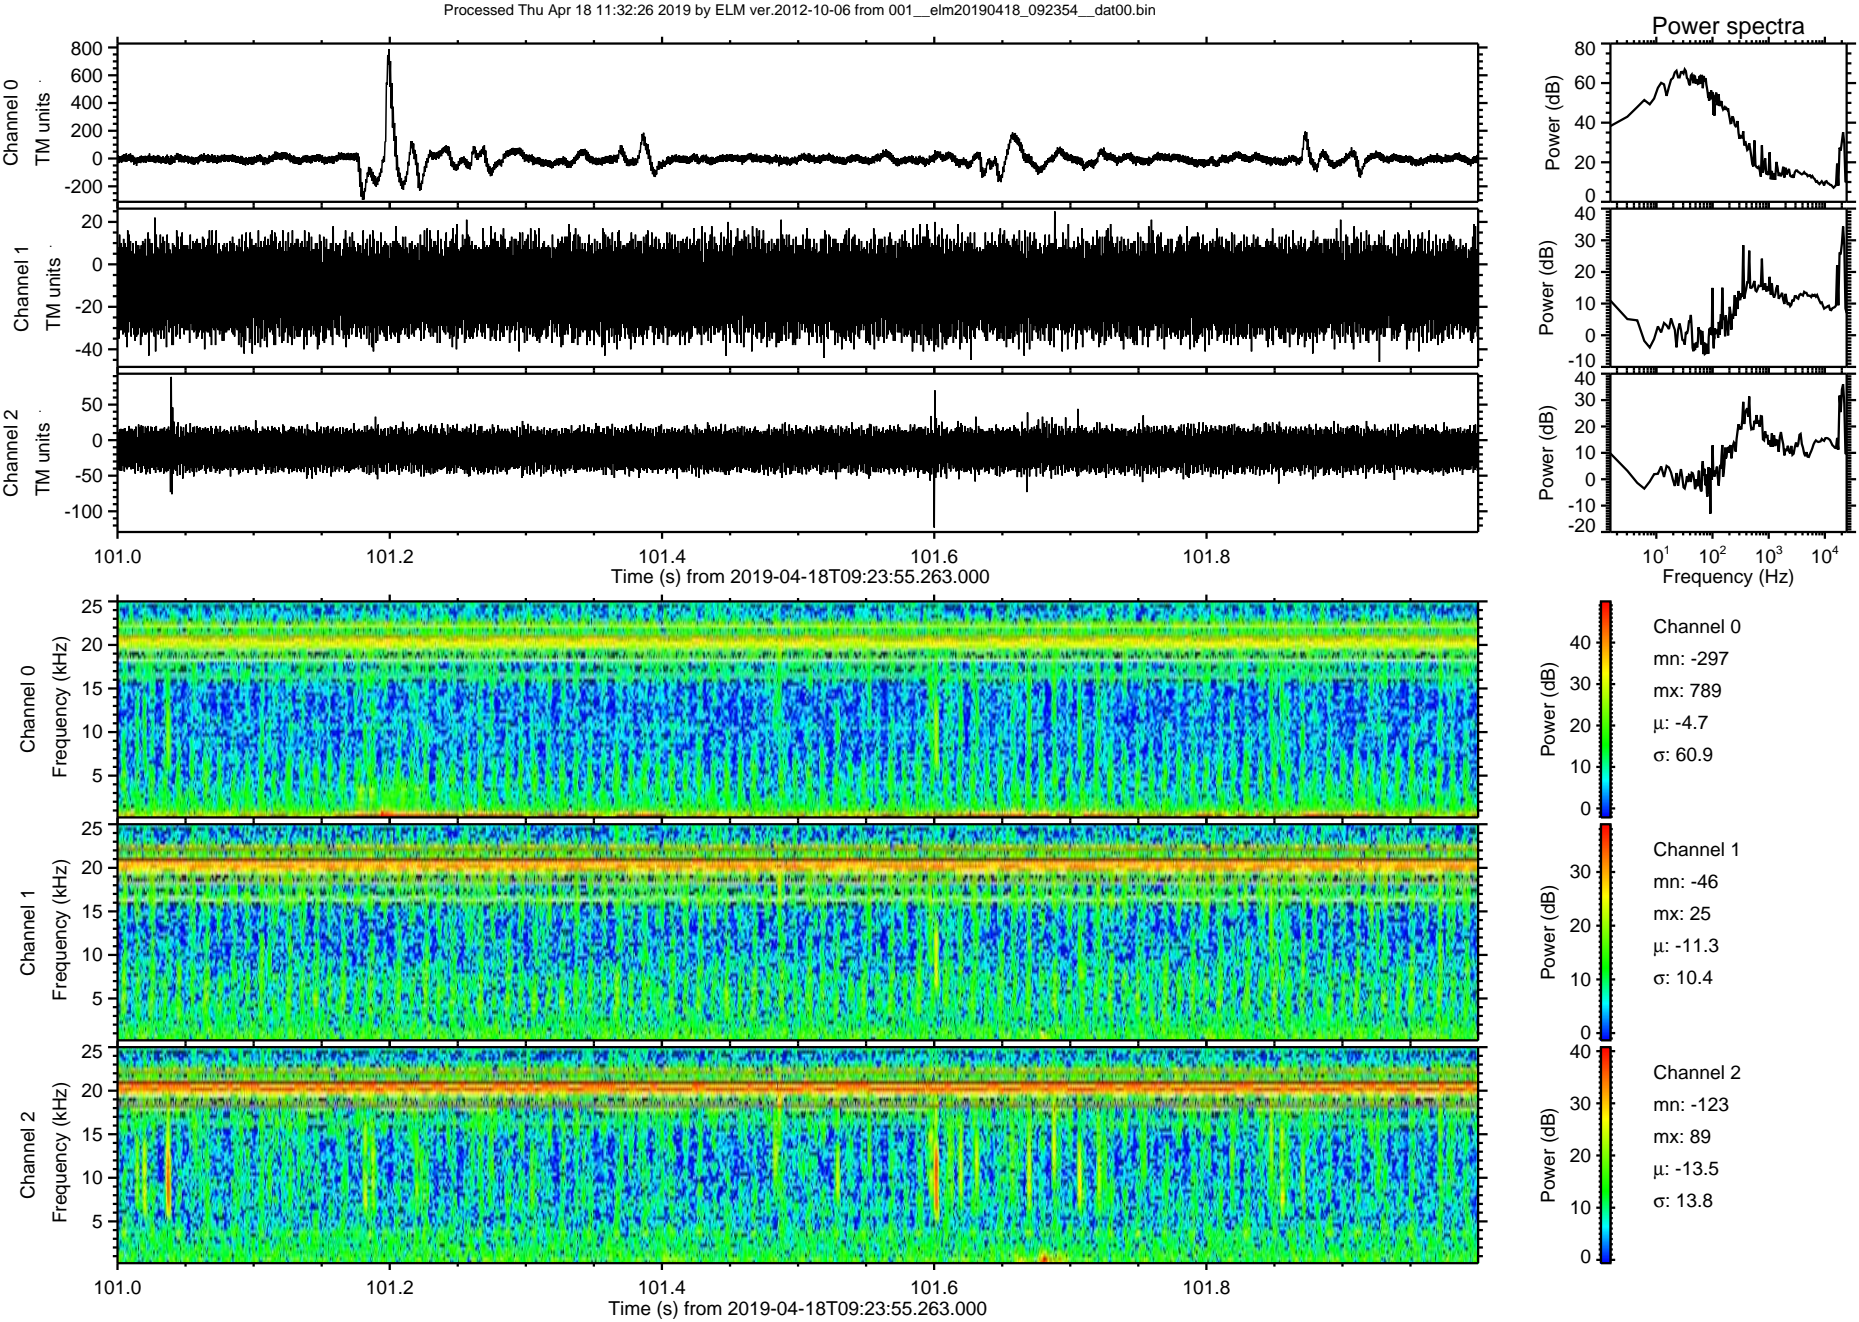 Processed Thu Apr 18 11:32:26 2019 by ELM ver.2012-10-06 from 001__elm20190418_092354__dat00.bin
Power spectra
Channel 0
TM units
800
600
400
200
0
-200
Power (dB)
80
60
40
20
0
Channel 1
TM units
20
0
-20
-40
Power (dB)
40
30
20
10
0
-10
Channel 2
TM units
50
0
-50
-100
Power (dB)
40
30
20
10
0
-10
-20
101.0 101.2 101.4 101.6 101.8
Time (s) from 2019-04-18T09:23:55.263.000
10¹ 10² 10³ 10⁴
Frequency (Hz)
Channel 0
Frequency (kHz)
25
20
15
10
5
Power (dB)
40
30
20
10
0
Channel 0
mn: -297
mx: 789
μ: -4.7
σ: 60.9
Channel 1
Frequency (kHz)
25
20
15
10
5
Power (dB)
30
20
10
0
Channel 1
mn: -46
mx: 25
μ: -11.3
σ: 10.4
Channel 2
Frequency (kHz)
25
20
15
10
5
Power (dB)
40
30
20
10
0
Channel 2
mn: -123
mx: 89
μ: -13.5
σ: 13.8
101.0 101.2 101.4 101.6 101.8
Time (s) from 2019-04-18T09:23:55.263.000